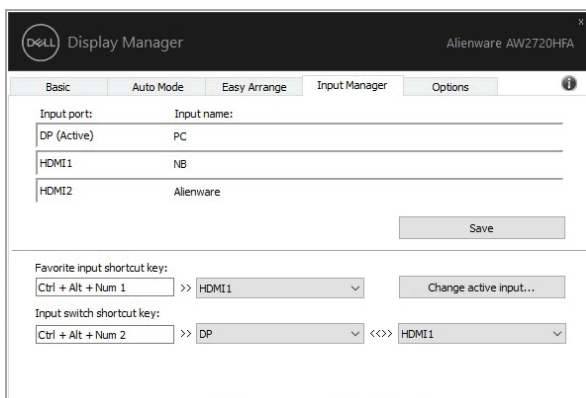 x
DELL Display Manager Alienware AW2720HFA
Basic Auto Mode Easy Arrange Input Manager Options i
Input port: Input name:
DP (Active) PC
HDMI1 NB
HDMI2 Alienware
Save
Favorite input shortcut key:
Ctrl + Alt + Num 1 >> HDMI1 Change active input...
Input switch shortcut key:
Ctrl + Alt + Num 2 >> DP <<>> HDMI1